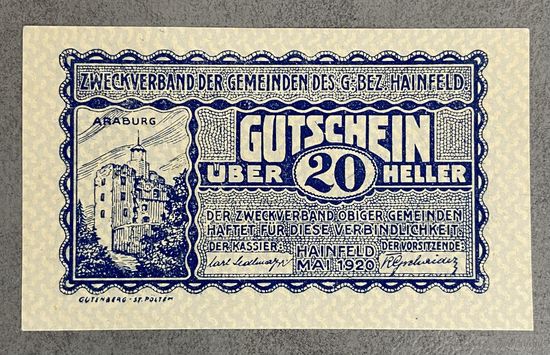 ZWECKVERBAND DER GEMEINDEN DES G. BEZ. HAINFELD.
ARABURG
GUTSCHEIN
ÜBER 20 HELLER
DER ZWECKVERBAND OBIGER GEMEINDEN
HAFTET FÜR DIESE VERBINDLICHKEIT.
DER KASSIER: HAINFELD DER VORSITZENDE:
MAI 1920
GUTENBERG - ST. PÖLTEN